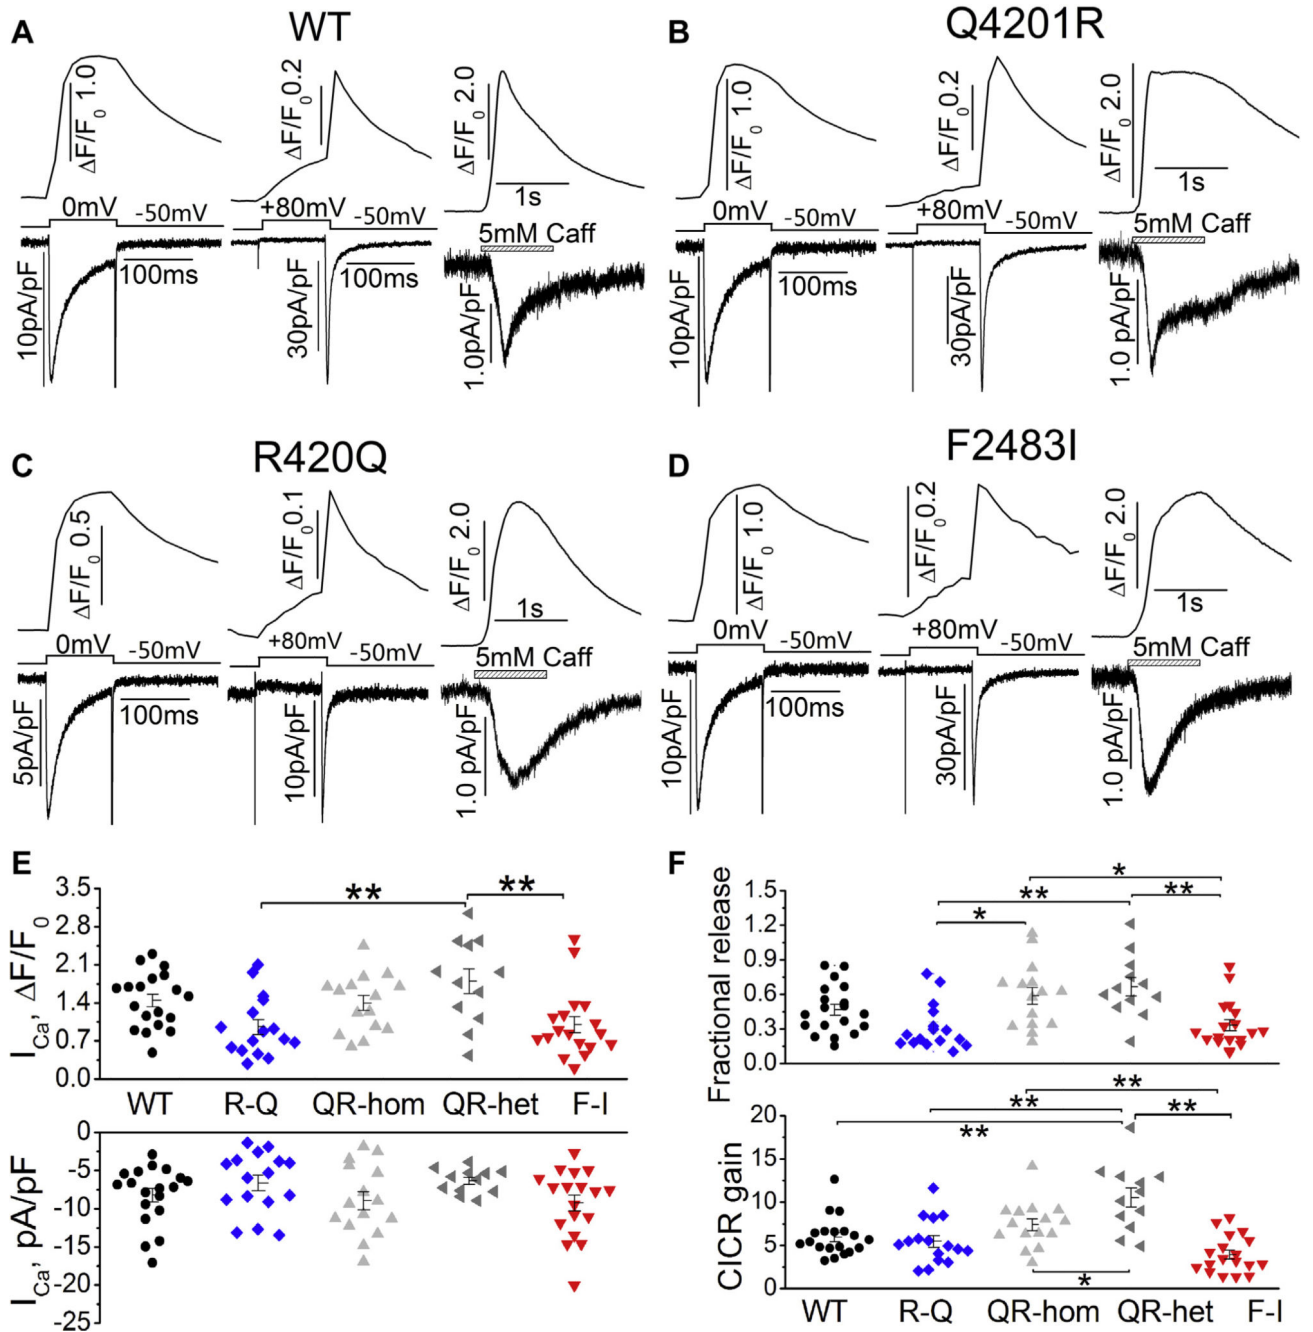 A
WT
ΔF/F0 1.0
ΔF/F0 0.2
ΔF/F0 2.0
1s
0mV
-50mV
+80mV
-50mV
5mM Caff
10pA/pF
100ms
30pA/pF
100ms
1.0pA/pF
B
Q4201R
ΔF/F0 1.0
ΔF/F0 0.2
ΔF/F0 2.0
1s
0mV
-50mV
+80mV
-50mV
5mM Caff
10pA/pF
100ms
30pA/pF
1.0 pA/pF
C
R420Q
ΔF/F0 0.5
ΔF/F0 0.1
ΔF/F0 2.0
1s
0mV
-50mV
+80mV
-50mV
5mM Caff
5pA/pF
100ms
10pA/pF
1.0 pA/pF
D
F2483I
ΔF/F0 1.0
ΔF/F0 0.2
ΔF/F0 2.0
1s
0mV
-50mV
+80mV
-50mV
5mM Caff
10pA/pF
100ms
30pA/pF
1.0 pA/pF
E
ICa, ΔF/F0
3.5
2.8
2.1
1.4
0.7
0.0
**
**
WT R-Q QR-hom QR-het F-I
ICa, pA/pF
0
-5
-10
-15
-20
-25
F
Fractional release
1.5
1.2
0.9
0.6
0.3
0.0
*
**
**
*
CICR gain
20
15
10
5
0
**
**
**
**
*
WT R-Q QR-hom QR-het F-I